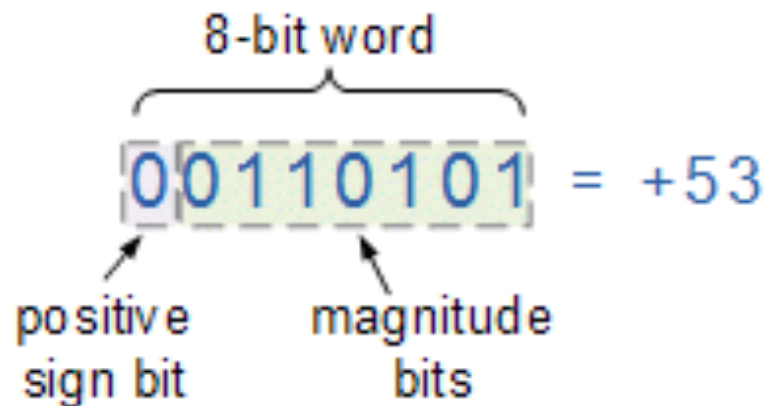 8-bit word
00110101 = +53
positive
sign bit
magnitude
bits